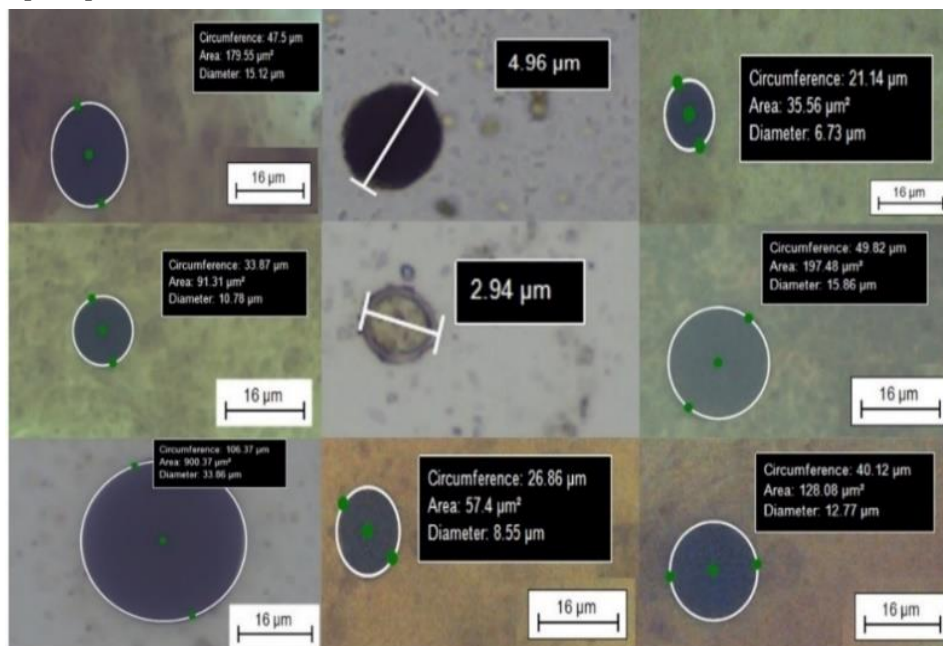 Circumference: 47.5 µm
Area: 179.55 µm²
Diameter: 15.12 µm
16 µm
4.96 µm
Circumference: 21.14 µm
Area: 35.56 µm²
Diameter: 6.73 µm
16 µm
Circumference: 33.87 µm
Area: 91.31 µm²
Diameter: 10.78 µm
16 µm
2.94 µm
Circumference: 49.82 µm
Area: 197.48 µm²
Diameter: 15.86 µm
16 µm
Circumference: 106.37 µm
Area: 900.37 µm²
Diameter: 33.86 µm
16 µm
Circumference: 26.86 µm
Area: 57.4 µm²
Diameter: 8.55 µm
16 µm
Circumference: 40.12 µm
Area: 128.08 µm²
Diameter: 12.77 µm
16 µm